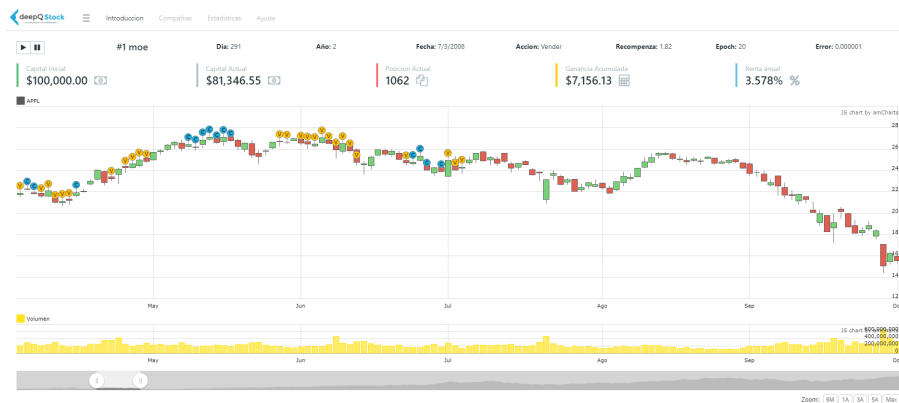 deepQStock
Introduccion Compañias Estadisticas Ayuda
#1 moe Dia: 291 Año: 2 Fecha: 7/3/2008 Accion: Vender Recompenza: 1.82 Epoch: 20 Error: 0.000001
Capital Inicial Capital Actual Posicion Actual Ganancia Acumulada Renta anual
$100,000.00 $81,346.55 1062 $7,156.13 3.578%
APPL
JS chart by amCharts
28
26
24
22
20
18
16
14
12
May Jun Jul Ago Sep Oc
Volumen
JS chart by amCharts
600,000,000
400,000,000
200,000,000
0
May Jun Jul Ago Sep Oc
Zoom: 6M 1A 3A 5A Max